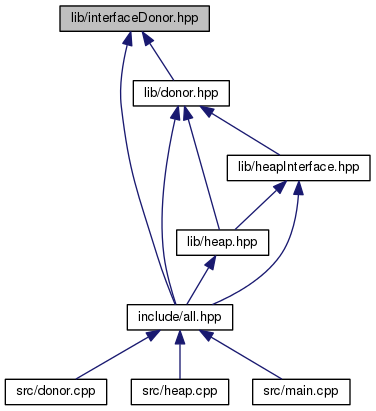 lib/interfaceDonor.hpp
lib/donor.hpp
lib/heapInterface.hpp
lib/heap.hpp
include/all.hpp
src/donor.cpp
src/heap.cpp
src/main.cpp